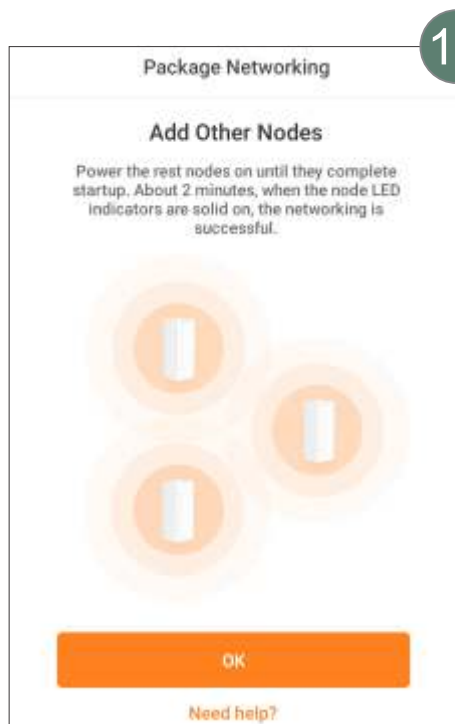 1
Package Networking
Add Other Nodes
Power the rest nodes on until they complete
startup. About 2 minutes, when the node LED
indicators are solid on, the networking is
successful.
OK
Need help?